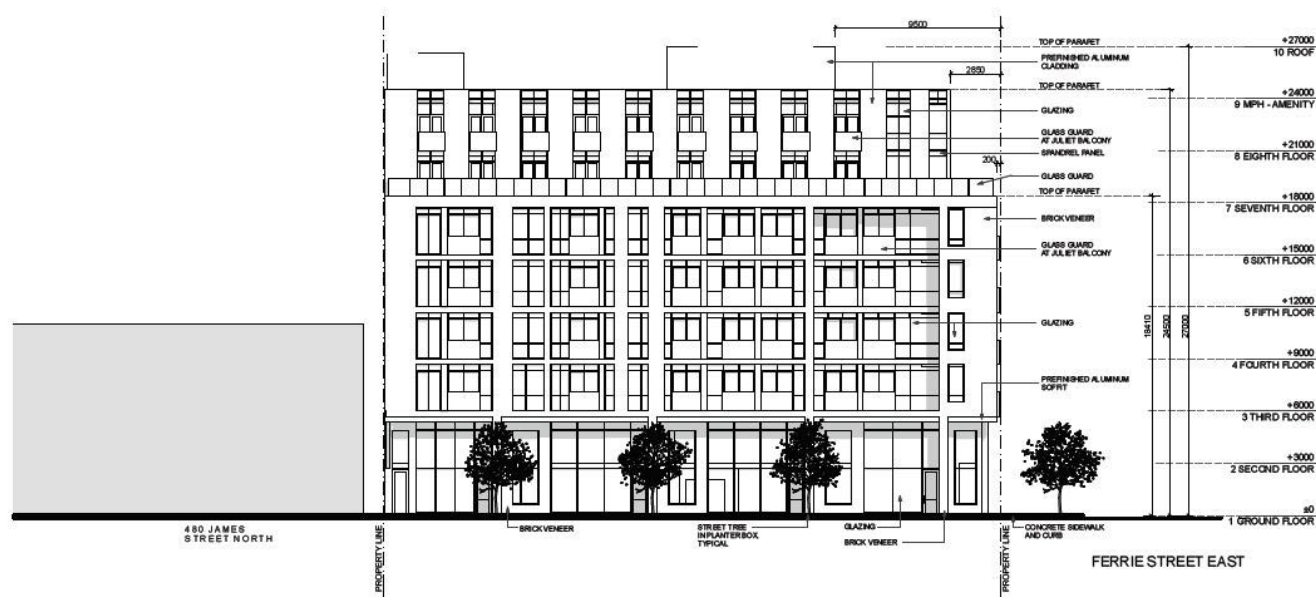 9500
TOP OF PARAPET
+27000
10 ROOF
PREFINISHED ALUMINUM
CLADDING
2850
TOP OF PARAPET
+24000
9 MPH - AMENITY
GLAZING
GLASS GUARD
AT JULIET BALCONY
+21000
8 EIGHTH FLOOR
SPANDREL PANEL
200
GLASS GUARD
TOP OF PARAPET
+18000
7 SEVENTH FLOOR
BRICK VENEER
GLASS GUARD
AT JULIET BALCONY
+15000
6 SIXTH FLOOR
+12000
5 FIFTH FLOOR
GLAZING
18410
24500
27000
+9000
4 FOURTH FLOOR
PREFINISHED ALUMINUM
SOFFIT
+6000
3 THIRD FLOOR
+3000
2 SECOND FLOOR
±0
1 GROUND FLOOR
480 JAMES
STREET NORTH
PROPERTY LINE
BRICK VENEER
STREET TREE
IN PLANTER BOX,
TYPICAL
GLAZING
BRICK VENEER
PROPERTY LINE
CONCRETE SIDEWALK
AND CURB
FERRIE STREET EAST